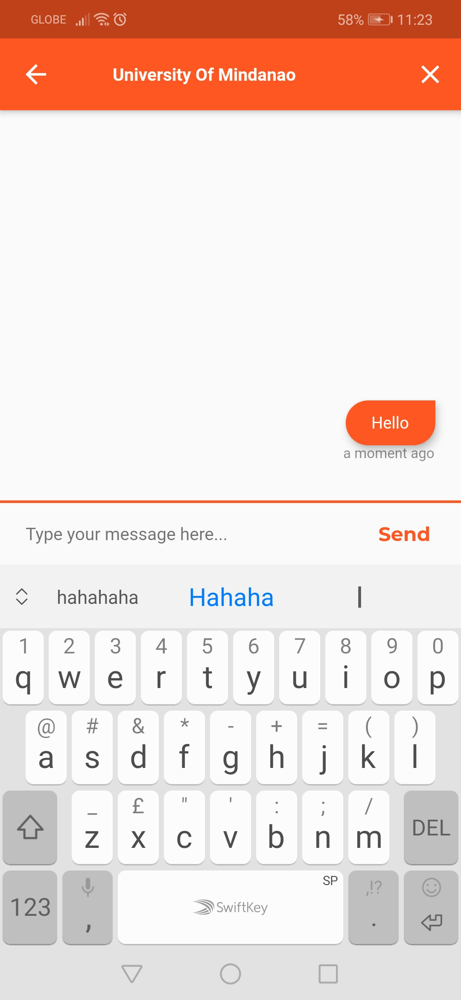 GLOBE 58% 11:23
University Of Mindanao
Hello
a moment ago
Type your message here... Send
hahahaha Hahaha I
1 2 3 4 5 6 7 8 9 0
q w e r t y u i o p
@ # & * - + = ( )
a s d f g h j k l
_ £ " ' : ; /
z x c v b n m DEL
SP ,!?
123 , SwiftKey .